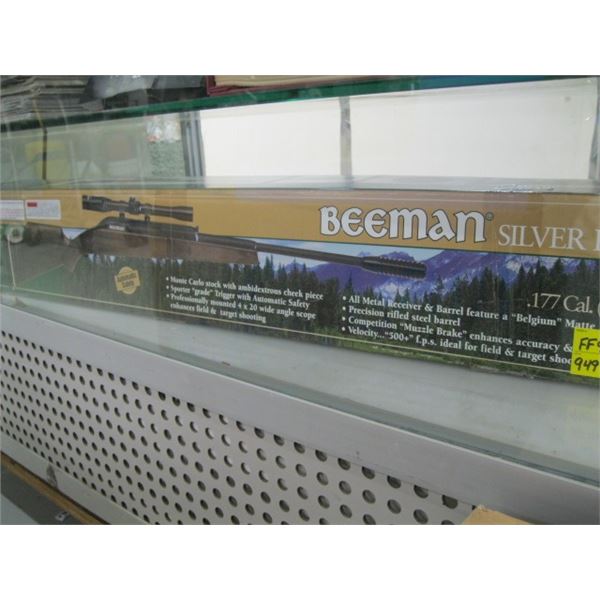 BEEMAN® SILVER
.177 Cal.
Automatic Safety
• Monte Carlo stock with ambidextrous cheek piece
• Sporter "grade" Trigger with Automatic Safety
• Professionally mounted 4 x 20 wide angle scope
enhances field & target shooting
• All Metal Receiver & Barrel feature a "Belgium" Matte
• Precision rifled steel barrel
• Competition "Muzzle Brake" enhances accuracy &
• Velocity..."500+" f.p.s. ideal for field & target
FF
949